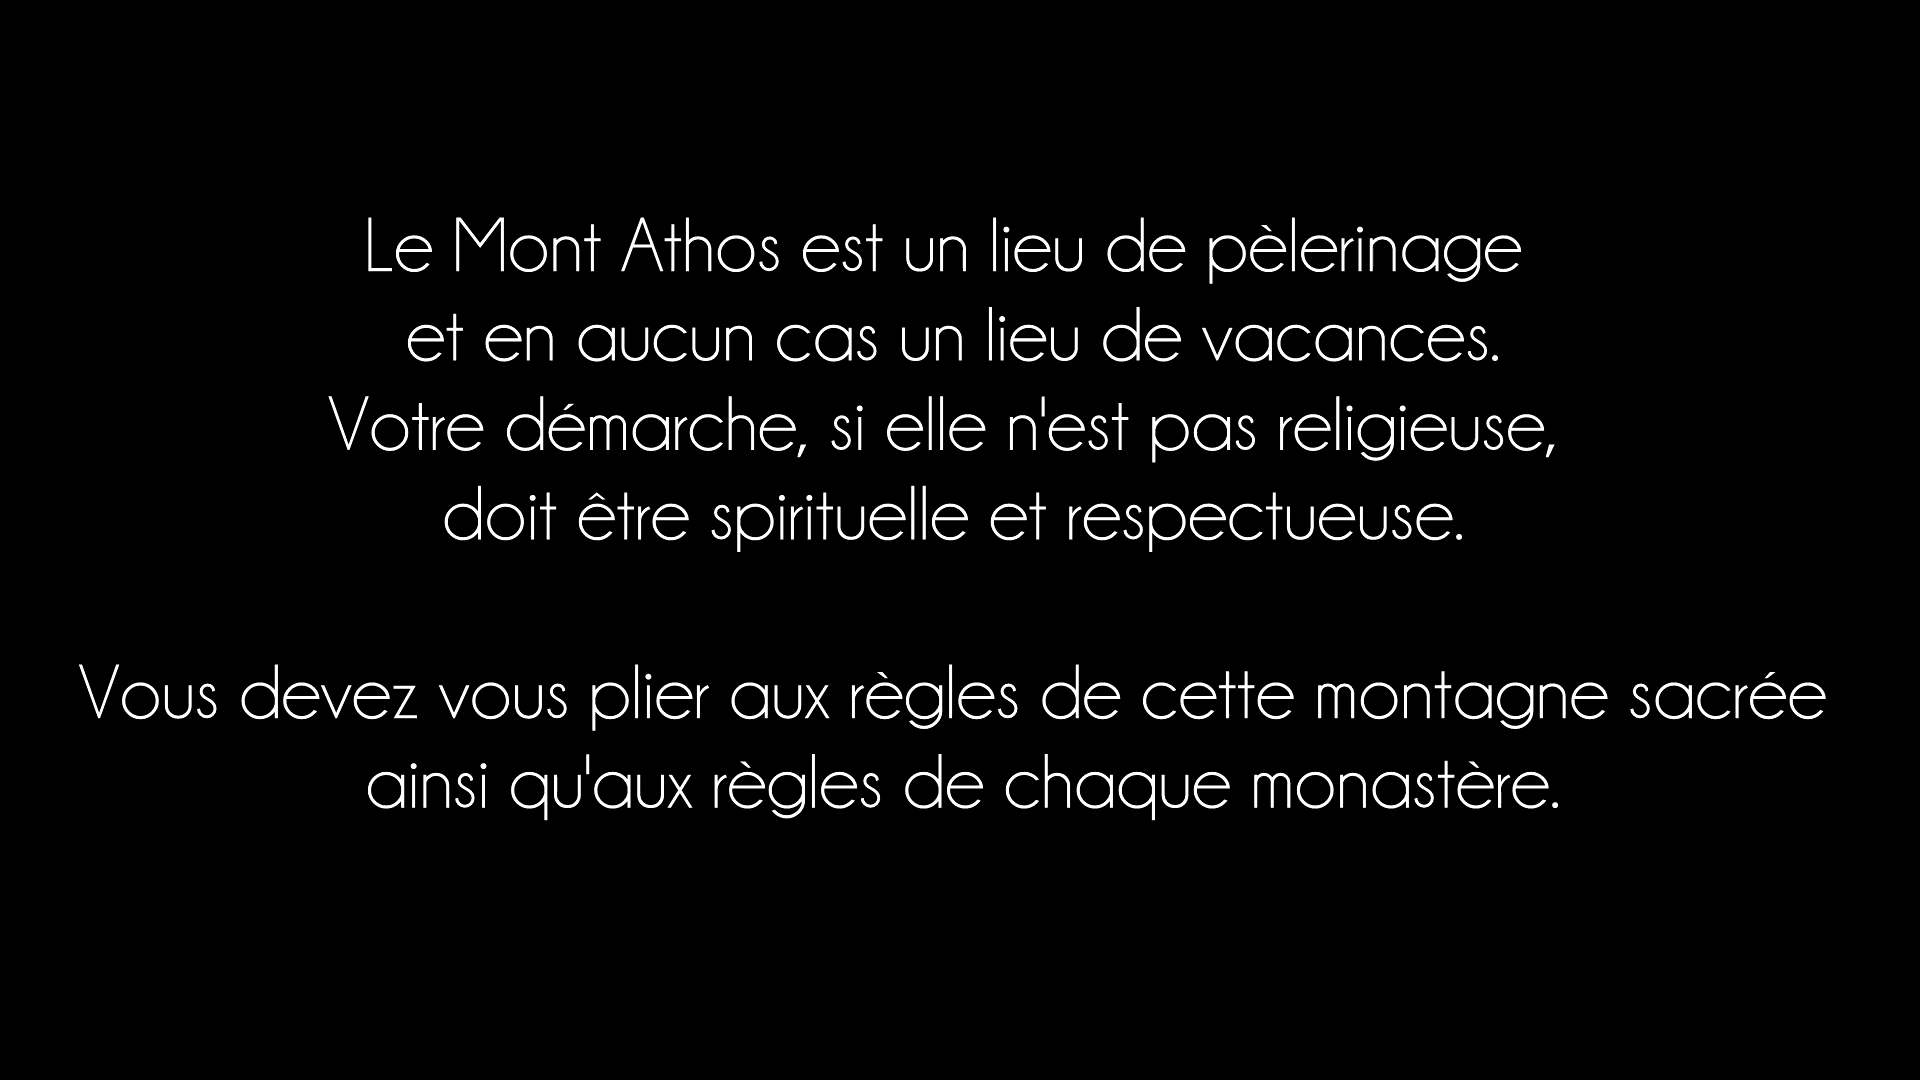 Le Mont Athos est un lieu de pèlerinage
et en aucun cas un lieu de vacances.
Votre démarche, si elle n'est pas religieuse,
doit être spirituelle et respectueuse.
Vous devez vous plier aux règles de cette montagne sacrée
ainsi qu'aux règles de chaque monastère.